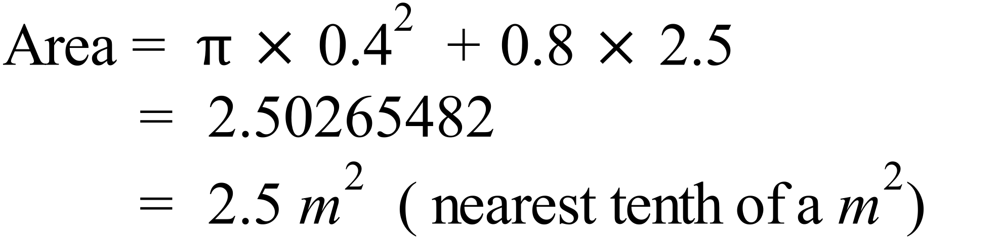 Area = π × 0.4² + 0.8 × 2.5
= 2.50265482
= 2.5 m² ( nearest tenth of a m²)